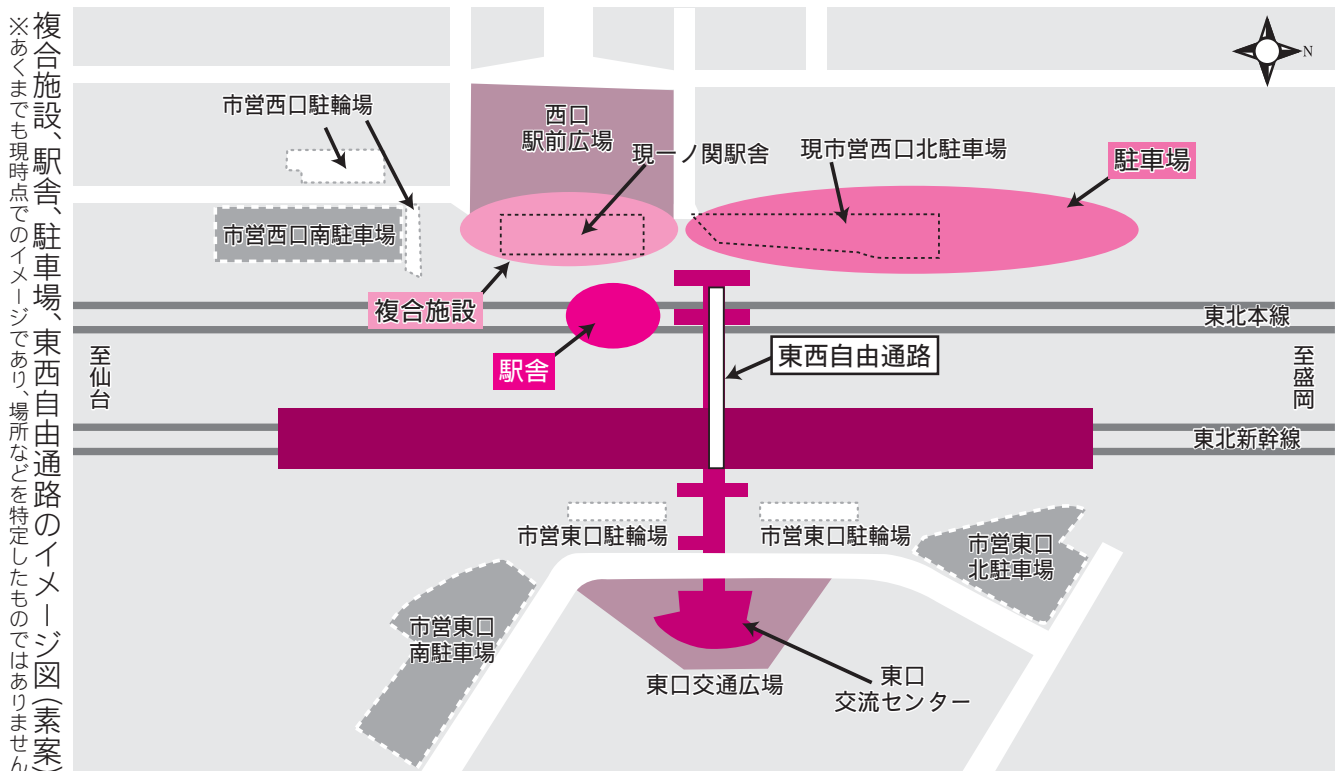 複合施設、駅舎、駐車場、東西自由通路のイメージ図（素案）
※あくまでも現時点でのイメージであり、場所などを特定したものではありません
N
市営西口駐輪場
西口
駅前広場
現一ノ関駅舎
現市営西口北駐車場
駐車場
市営西口南駐車場
複合施設
東北本線
駅舎
東西自由通路
至仙台
至盛岡
東北新幹線
市営東口駐輪場
市営東口駐輪場
市営東口
北駐車場
市営東口
南駐車場
東口交通広場
東口
交流センター